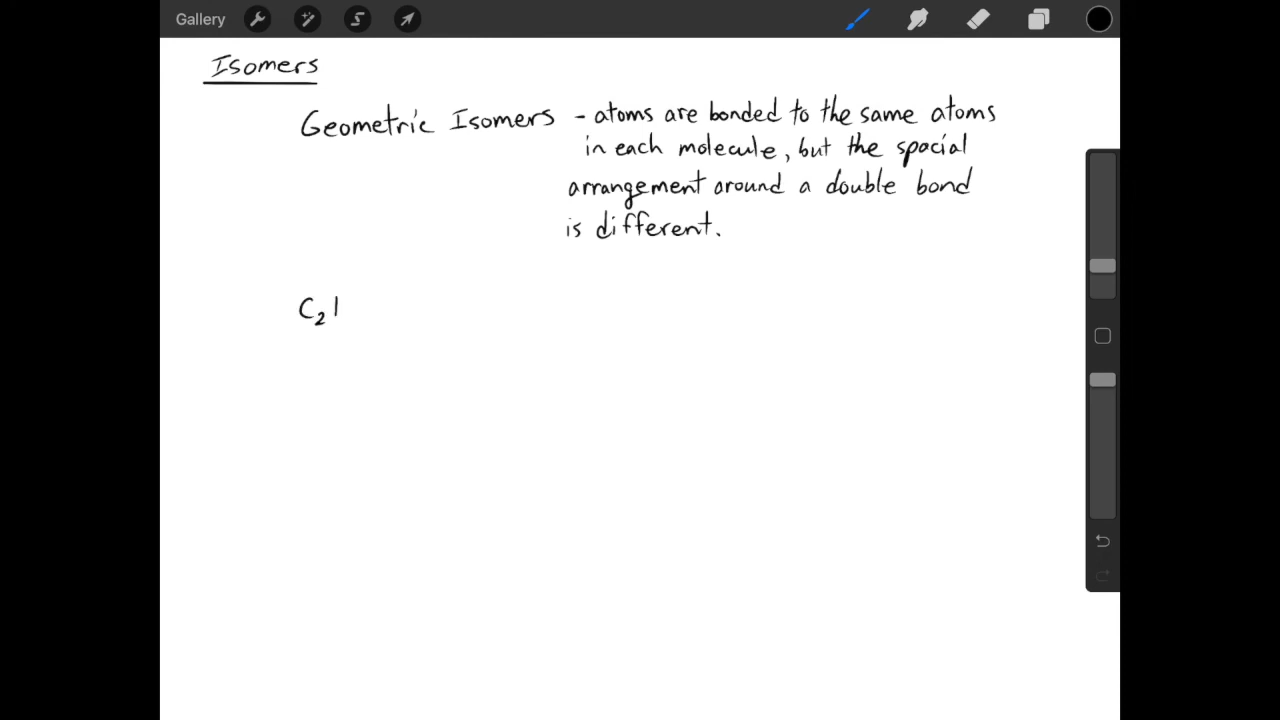 Gallery
Isomers
Geometric Isomers - atoms are bonded to the same atoms
in each molecule, but the spacial
arrangement around a double bond
is different.
C₂ |